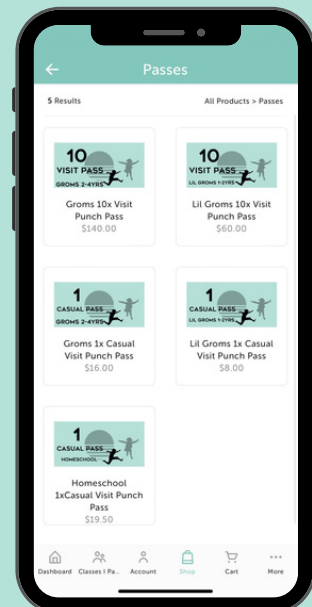 Passes
5 Results
All Products > Passes
10
VISIT PASS
GROMS 2-4YRS
Groms 10x Visit
Punch Pass
$140.00
10
VISIT PASS
LIL GROMS 1-2YRS
Lil Groms 10x Visit
Punch Pass
$60.00
1
CASUAL PASS
GROMS 2-4YRS
Groms 1x Casual
Visit Punch Pass
$16.00
1
CASUAL PASS
LIL GROMS 1-2YRS
Lil Groms 1x Casual
Visit Punch Pass
$8.00
1
CASUAL PASS
HOMESCHOOL
Homeschool
1xCasual Visit Punch
Pass
$19.50
Dashboard
Classes I Pa...
Account
Shop
Cart
More